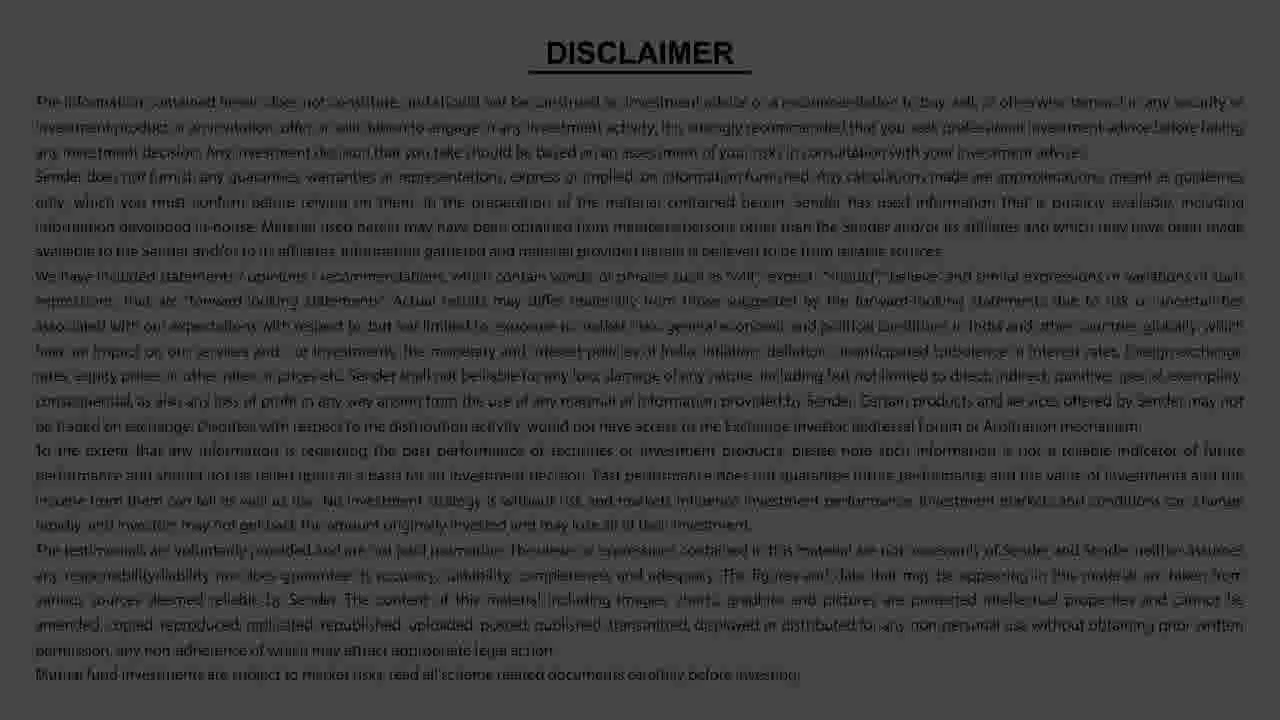 DISCLAIMER
The information contained herein does not constitute, and should not be construed as, investment advice or a recommendation to buy, sell, or otherwise transact in any security or
investment product or an invitation, offer or solicitation to engage in any investment activity. It is strongly recommended that you seek professional investment advice before taking
any investment decision. Any investment decision that you take should be based on an assessment of your risks in consultation with your investment advisor.
Sender does not furnish any guarantees, warranties or representations, express or implied, on information furnished. Any calculations made are approximations, meant as guidelines
only, which you must confirm before relying on them. In the preparation of the material contained herein, Sender has used information that is publicly available, including
information developed in-house. Material used herein may have been obtained from members/persons other than the Sender and/or its affiliates and which may have been made
available to the Sender and/or to its affiliates. Information gathered and material provided herein is believed to be from reliable sources.
We have included statements / opinions / recommendations, which contain words, or phrases such as "will", "expect", "should", "believe" and similar expressions or variations of such
expressions, that are "forward looking statements". Actual results may differ materially from those suggested by the forward-looking statements due to risk or uncertainties
associated with our expectations with respect to, but not limited to, exposure to market risks, general economic and political conditions in India and other countries globally, which
have an impact on our services and / or investments, the monetary and interest policies of India, inflation, deflation, unanticipated turbulence in interest rates, foreign exchange
rates, equity prices or other rates or prices etc. Sender shall not be liable for any loss, damage of any nature, including but not limited to direct, indirect, punitive, special, exemplary,
consequential, as also any loss of profit in any way arising from the use of any material or information provided by Sender. Certain products and services offered by Sender may not
be traded on exchange. Disputes with respect to the distribution activity, would not have access to the Exchange Investor Redressal Forum or Arbitration mechanism.
To the extent that any information is regarding the past performance of securities or investment products, please note such information is not a reliable indicator of future
performance and should not be relied upon as a basis for an investment decision. Past performance does not guarantee future performance and the value of investments and the
income from them can fall as well as rise. No investment strategy is without risk and markets influence investment performance. Investment markets and conditions can change
rapidly, and investors may not get back the amount originally invested and may lose all of their investment.
The testimonials are voluntarily provided and are not paid promotion. The views or expressions contained in this material are not necessarily of Sender and Sender neither assumes
any responsibility/liability nor does guarantee its accuracy, suitability, completeness and adequacy. The figures and data that may be appearing in this material are taken from
various sources deemed reliable by Sender. The content of this material including images, charts, graphics and pictures are protected intellectual properties and cannot be
amended, copied, reproduced, replicated, republished, uploaded, posted, published, transmitted, displayed or distributed for any non-personal use without obtaining prior written
permission, any non-adherence of which may attract appropriate legal action.
Mutual fund investments are subject to market risks, read all scheme related documents carefully before investing.